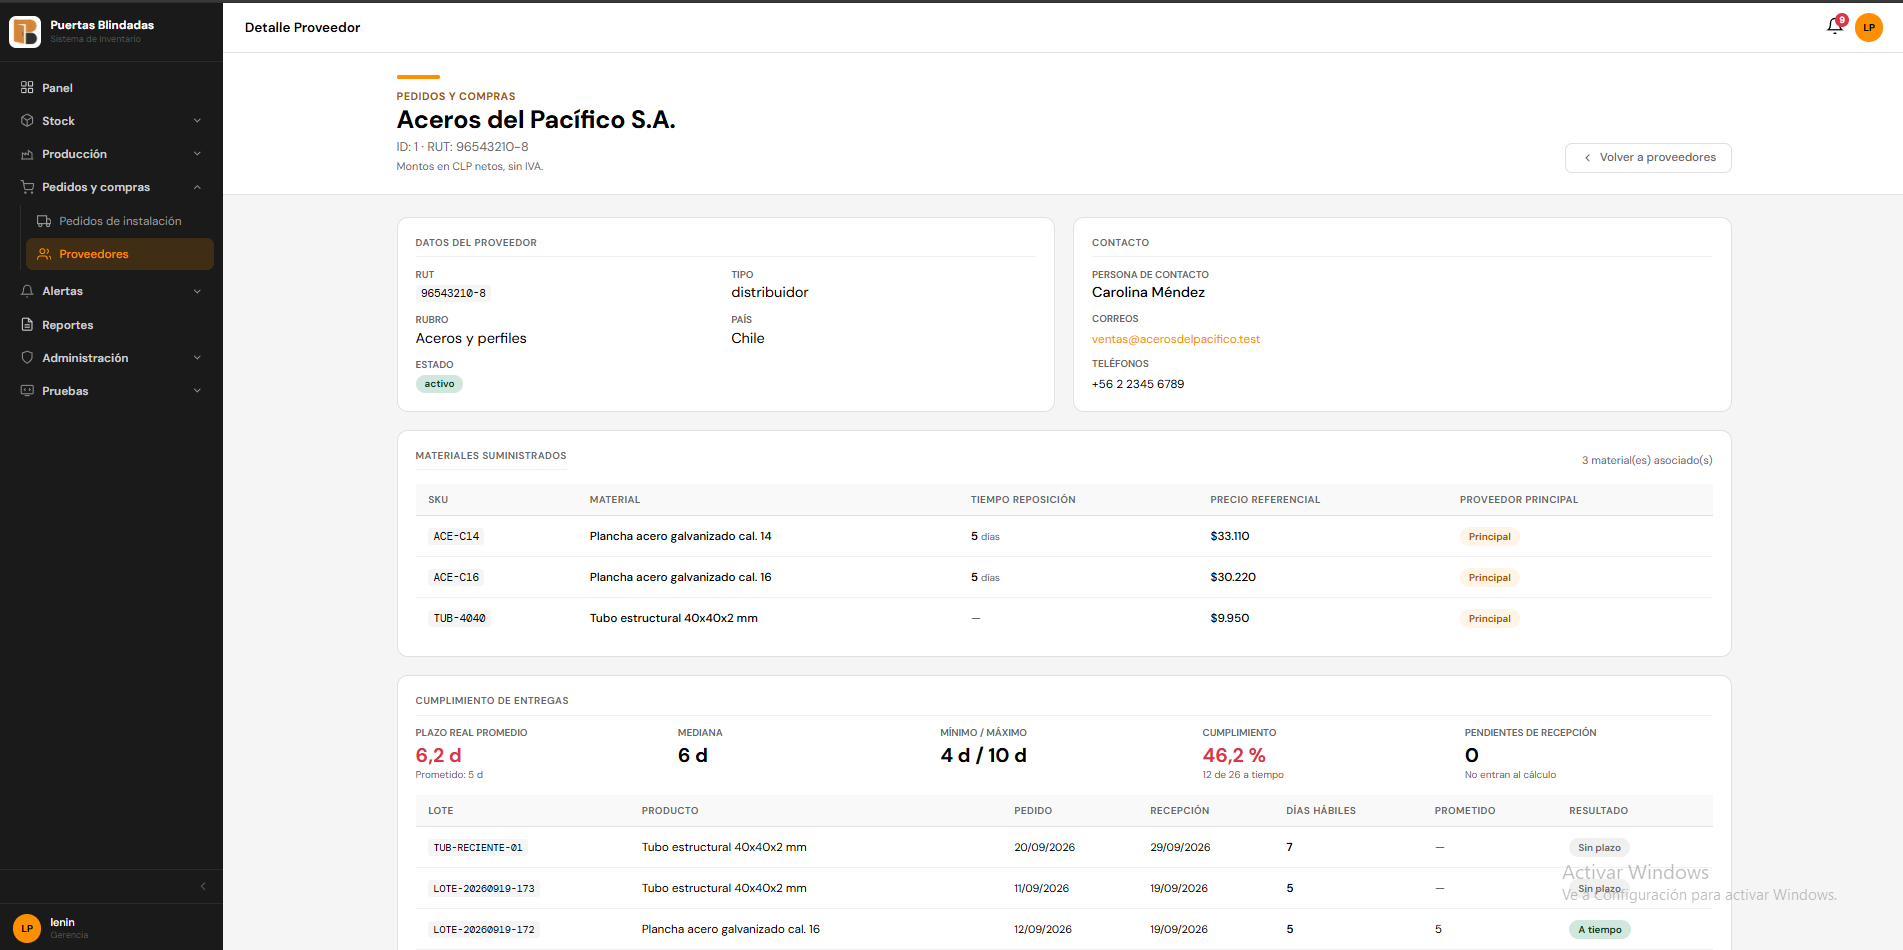 Puertas Blindadas
Sistema de Inventario
Detalle Proveedor
9
LP
Panel
Stock
Producción
Pedidos y compras
Pedidos de instalación
Proveedores
Alertas
Reportes
Administración
Pruebas
LP
lenin
Gerencia
PEDIDOS Y COMPRAS
Aceros del Pacífico S.A.
ID: 1 · RUT: 96543210-8
Montos en CLP netos, sin IVA.
Volver a proveedores
DATOS DEL PROVEEDOR
RUT TIPO
96543210-8 distribuidor
RUBRO PAÍS
Aceros y perfiles Chile
ESTADO
activo
CONTACTO
PERSONA DE CONTACTO
Carolina Méndez
CORREOS
ventas@acerosdelpacifico.test
TELÉFONOS
+56 2 2345 6789
MATERIALES SUMINISTRADOS
3 material(es) asociado(s)
SKU MATERIAL TIEMPO REPOSICIÓN PRECIO REFERENCIAL PROVEEDOR PRINCIPAL
ACE-C14 Plancha acero galvanizado cal. 14 5 días $33.110 Principal
ACE-C16 Plancha acero galvanizado cal. 16 5 días $30.220 Principal
TUB-4040 Tubo estructural 40x40x2 mm — $9.950 Principal
CUMPLIMIENTO DE ENTREGAS
PLAZO REAL PROMEDIO MEDIANA MÍNIMO / MÁXIMO CUMPLIMIENTO PENDIENTES DE RECEPCIÓN
6,2 d 6 d 4 d / 10 d 46,2 % 0
Prometido: 5 d 12 de 26 a tiempo No entran al cálculo
LOTE PRODUCTO PEDIDO RECEPCIÓN DÍAS HÁBILES PROMETIDO RESULTADO
TUB-RECIENTE-01 Tubo estructural 40x40x2 mm 20/09/2026 29/09/2026 7 — Sin plazo
LOTE-20260919-173 Tubo estructural 40x40x2 mm 11/09/2026 19/09/2026 5 — Sin plazo
LOTE-20260919-172 Plancha acero galvanizado cal. 16 12/09/2026 19/09/2026 5 5 A tiempo
Activar Windows
Ve a Configuración para activar Windows.